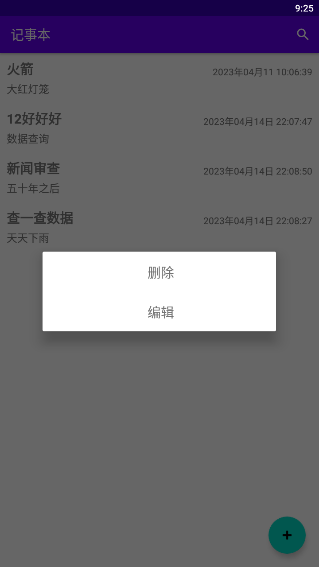 9:25
记事本
火箭
2023年04月11 10:06:39
大红灯笼
12好好好
2023年04月14日 22:07:47
数据查询
新闻审查
2023年04月14日 22:08:50
五十年之后
查一查数据
2023年04月14日 22:08:27
天天下雨
删除
编辑
+